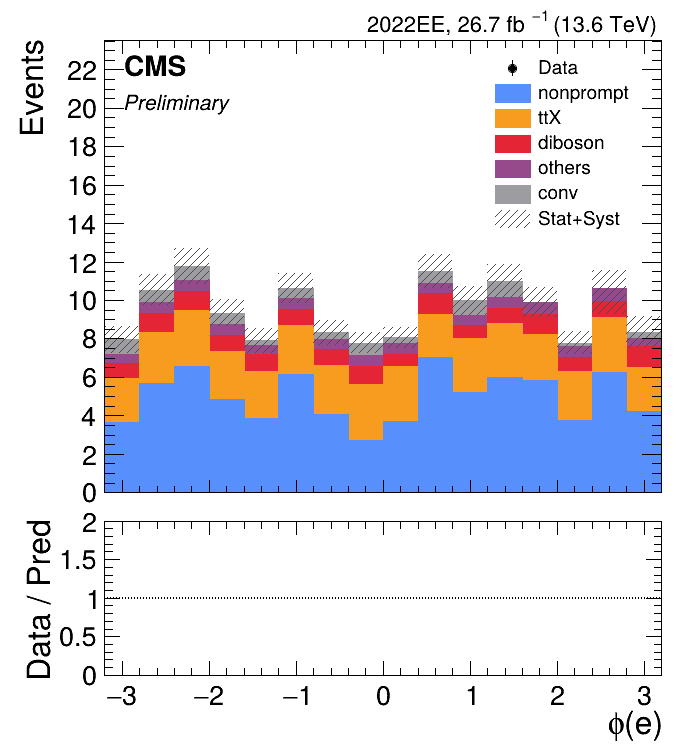 2022EE, 26.7 fb⁻¹ (13.6 TeV)
CMS
Preliminary
Events
22
20
18
16
14
12
10
8
6
4
2
0
Data
nonprompt
ttX
diboson
others
conv
Stat+Syst
Data / Pred
2
1.5
1
0.5
0
−3 −2 −1 0 1 2 3
ϕ(e)